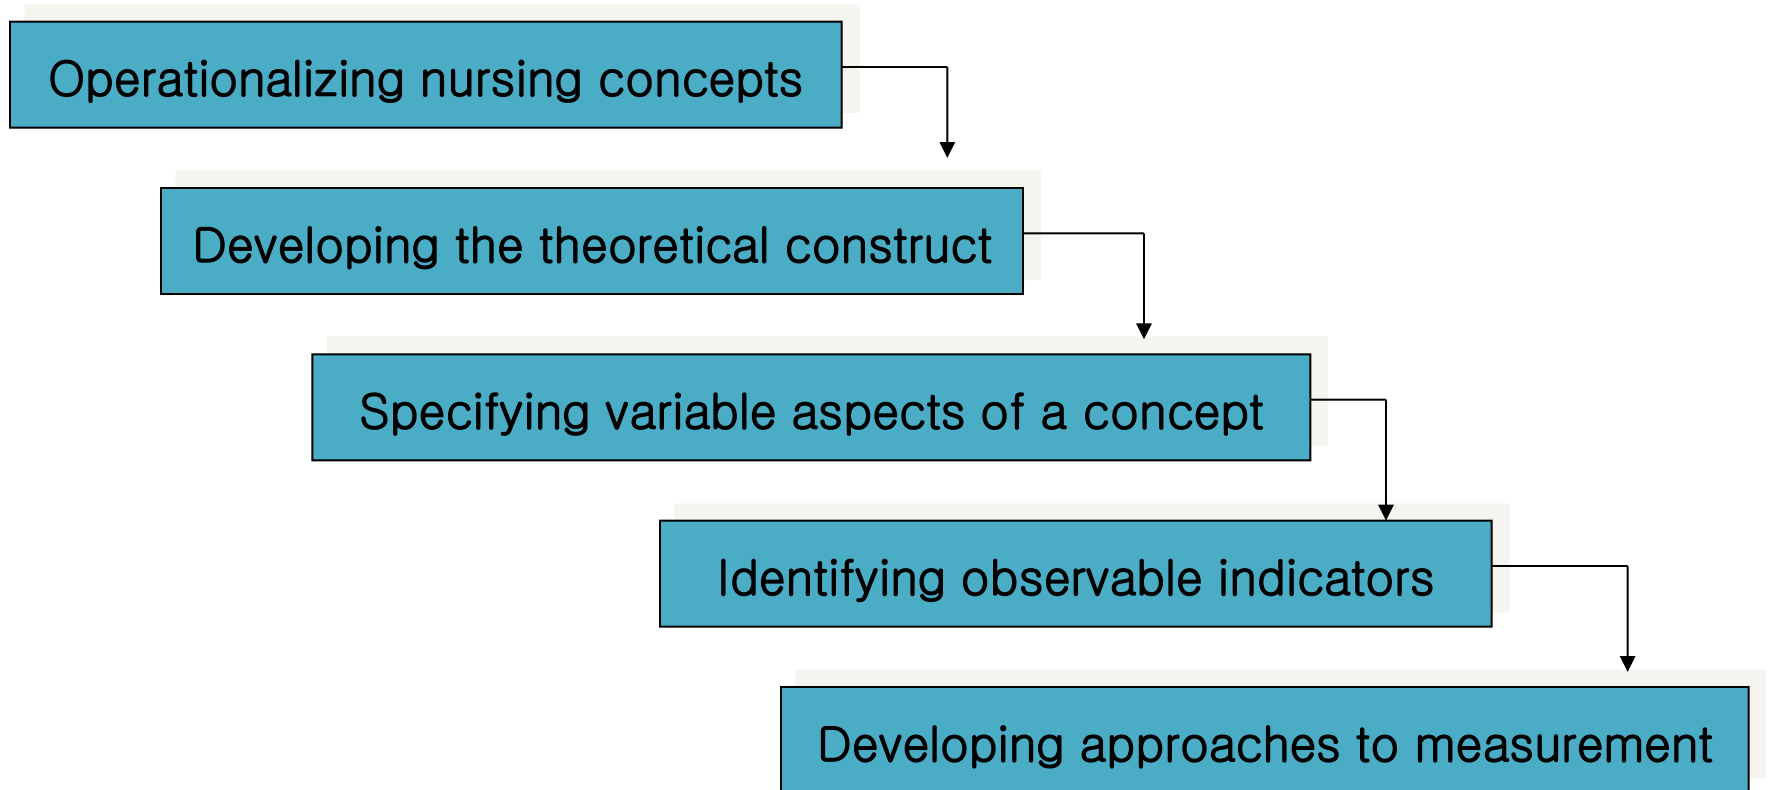 Operationalizing nursing concepts
Developing the theoretical construct
Specifying variable aspects of a concept
Identifying observable indicators
Developing approaches to measurement